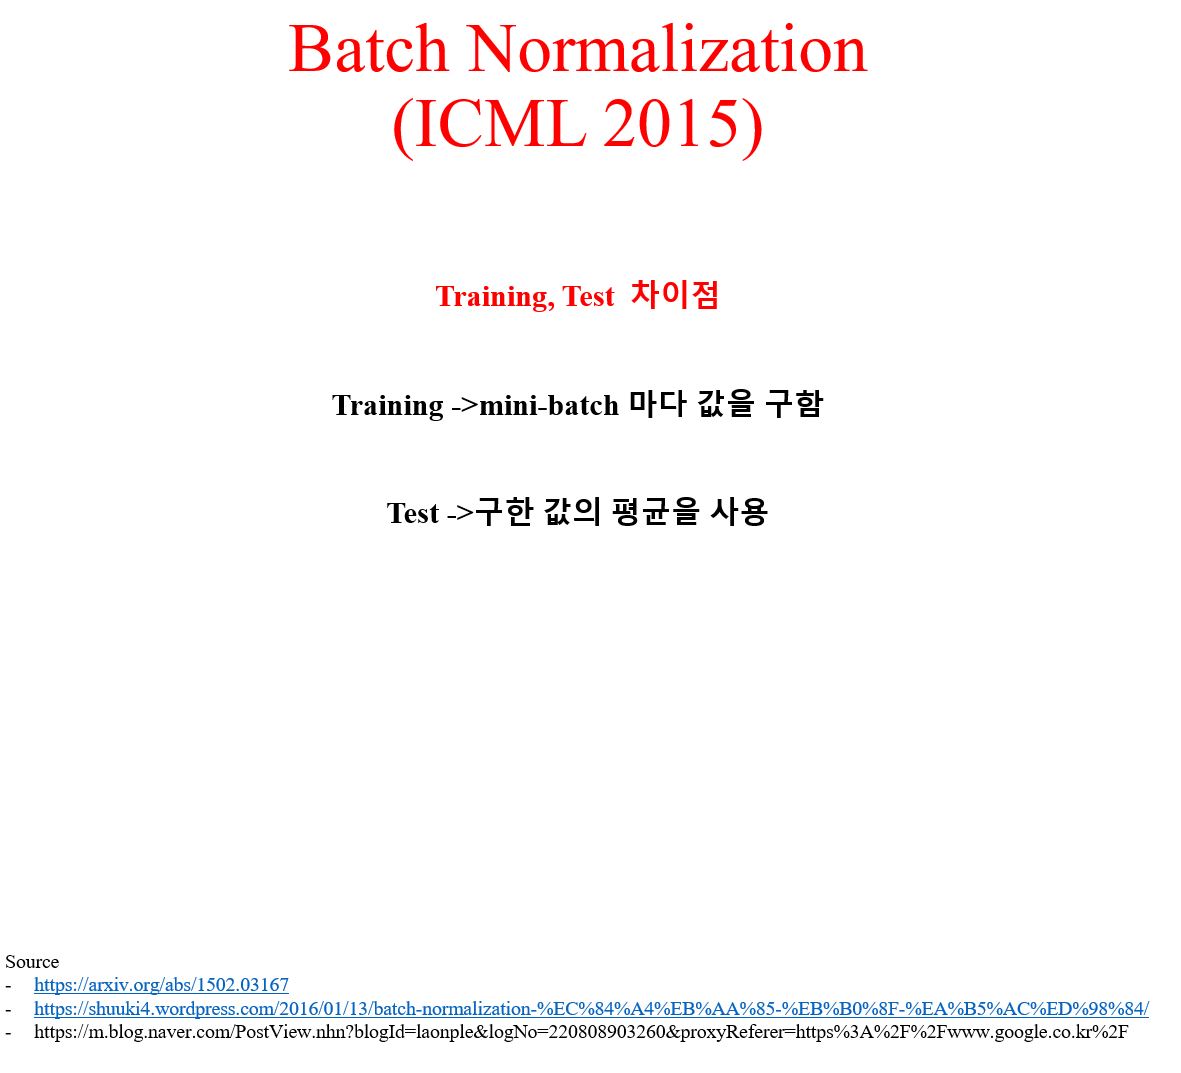 Batch Normalization
(ICML 2015)
Training, Test 차이점
Training ->mini-batch 마다 값을 구함
Test ->구한 값의 평균을 사용
Source
- https://arxiv.org/abs/1502.03167
- https://shuuki4.wordpress.com/2016/01/13/batch-normalization-%EC%84%A4%EB%AA%85-%EB%B0%8F-%EA%B5%AC%ED%98%84/
- https://m.blog.naver.com/PostView.nhn?blogId=laonple&logNo=220808903260&proxyReferer=https%3A%2F%2Fwww.google.co.kr%2F